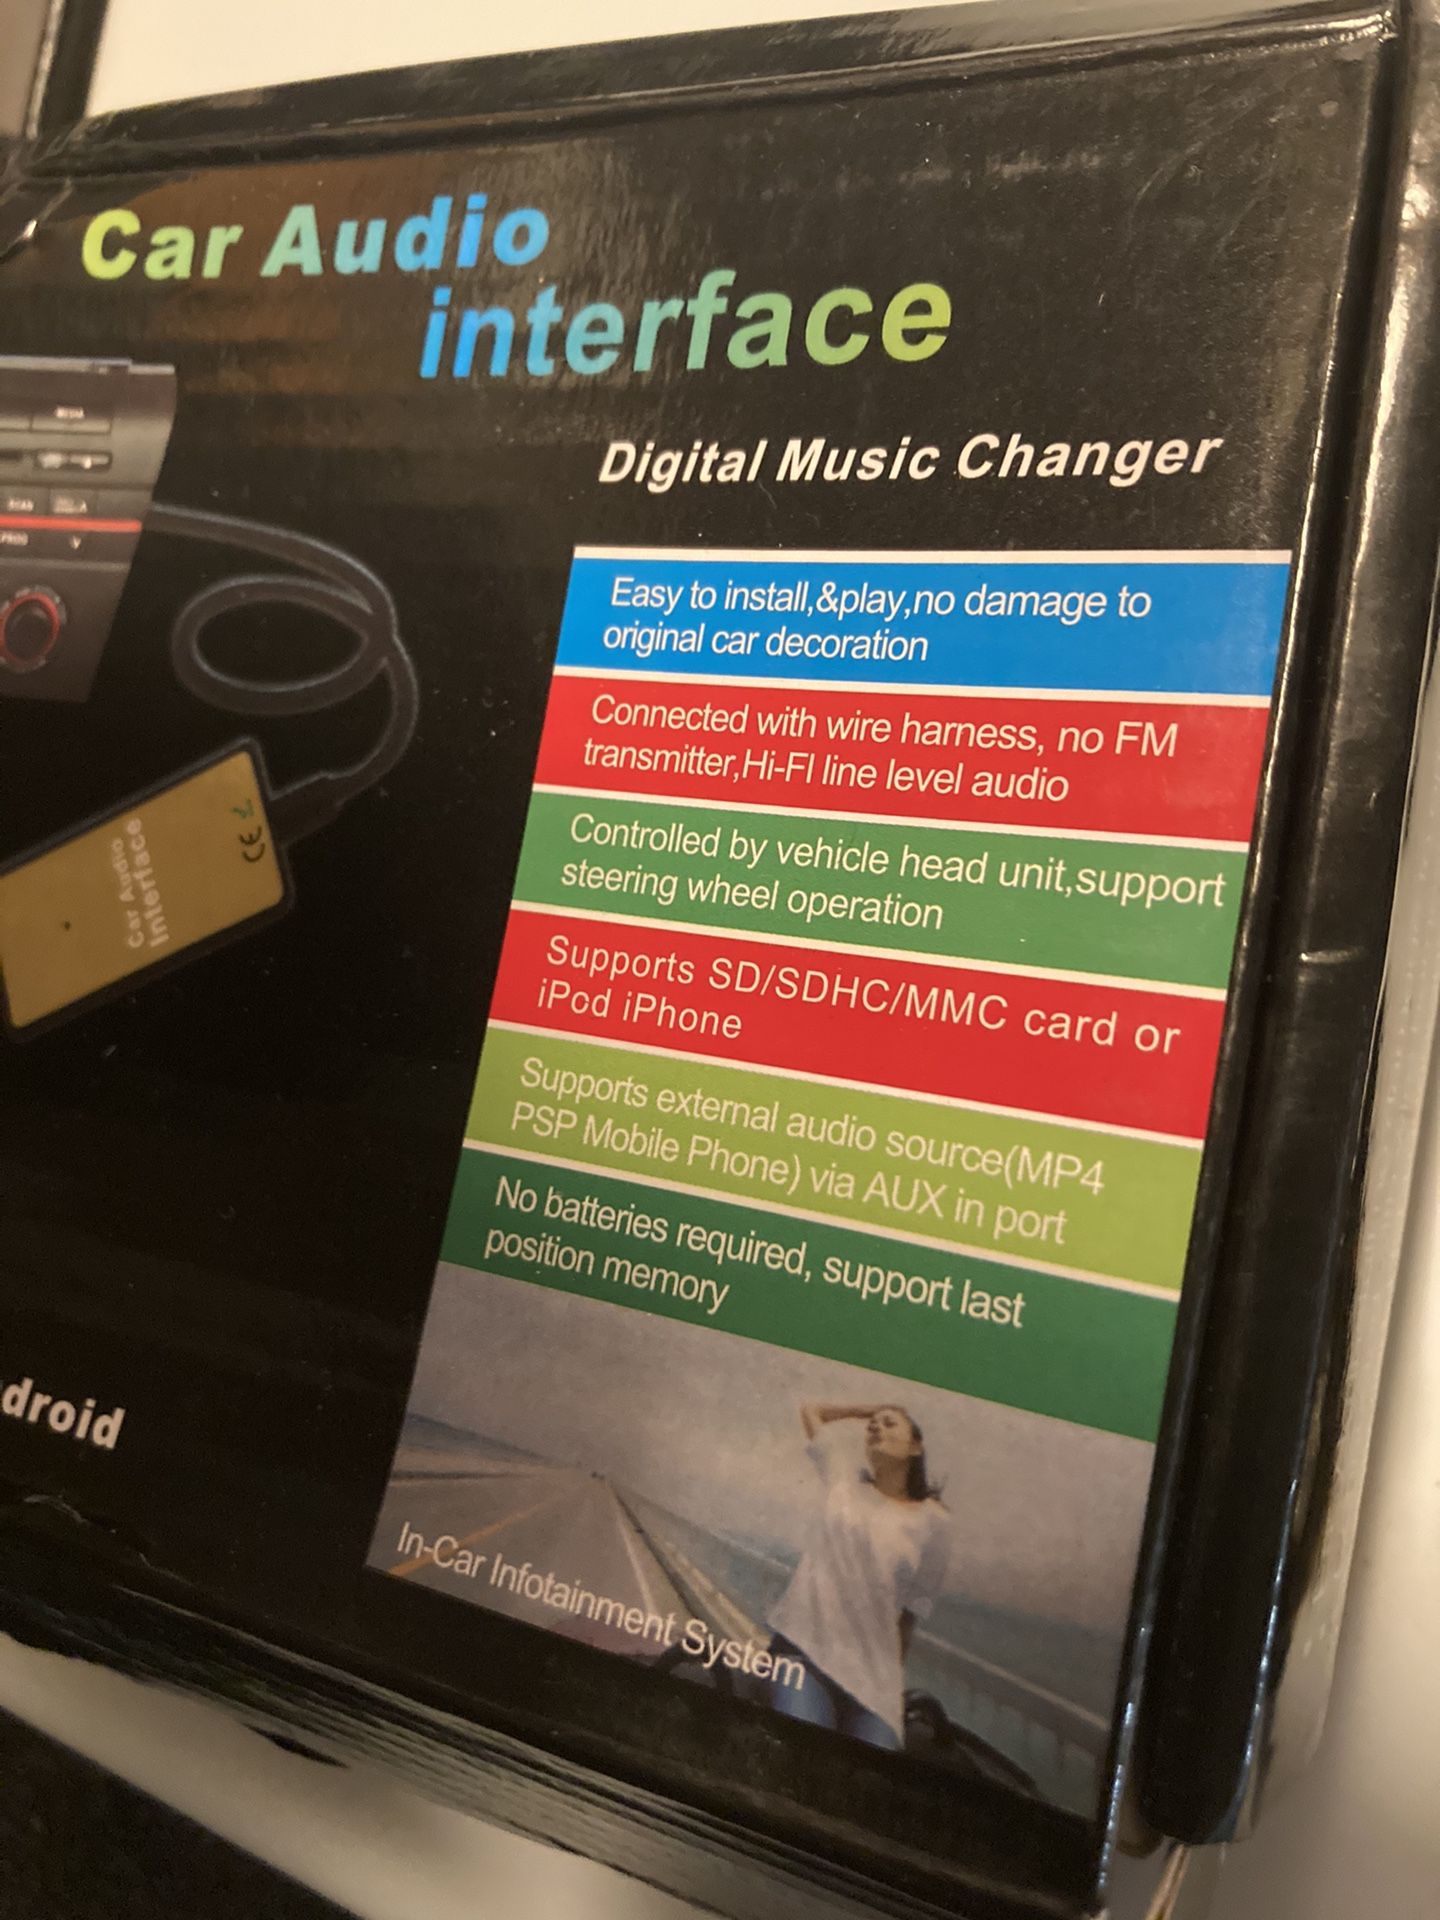 Car Audio
interface
Digital Music Changer
Easy to install,&play,no damage to
original car decoration
Connected with wire harness, no FM
transmitter,Hi-FI line level audio
Controlled by vehicle head unit,support
steering wheel operation
Supports SD/SDHC/MMC card or
iPod iPhone
Supports external audio source(MP4
PSP Mobile Phone) via AUX in port
No batteries required, support last
position memory
In-Car Infotainment System
MEDIA
SCAN
Car Audio
Interface
CE
droid